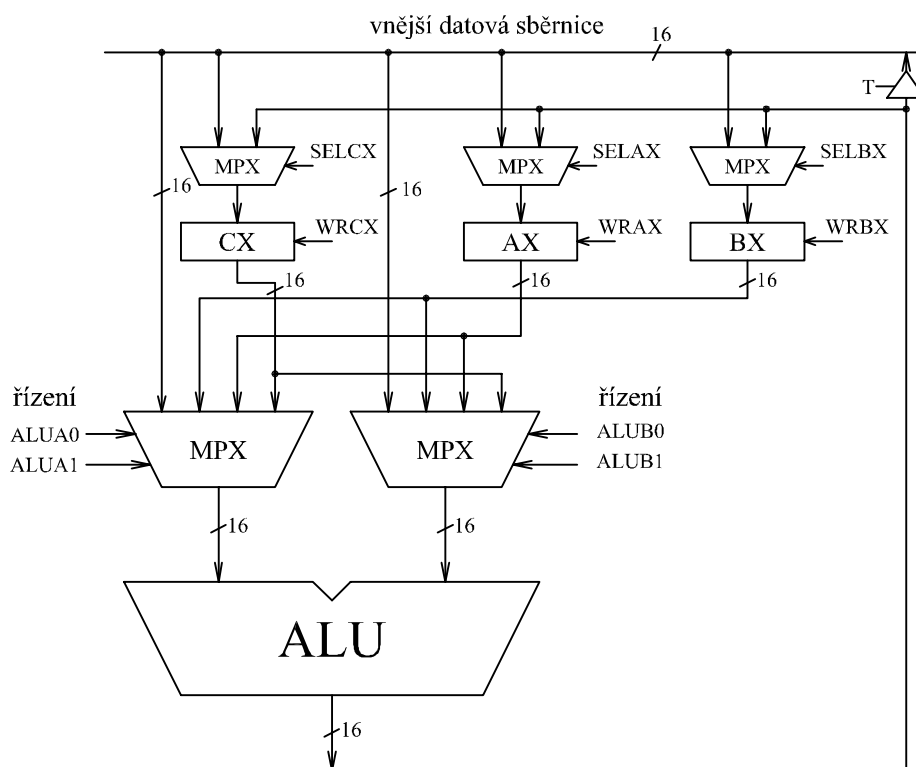 vnější datová sběrnice
16
T
MPX
SELCX
MPX
SELAX
MPX
SELBX
16
16
CX
WRCX
AX
WRAX
BX
WRBX
16
16
16
řízení
řízení
ALUA0
ALUA1
MPX
MPX
ALUB0
ALUB1
16
16
ALU
16